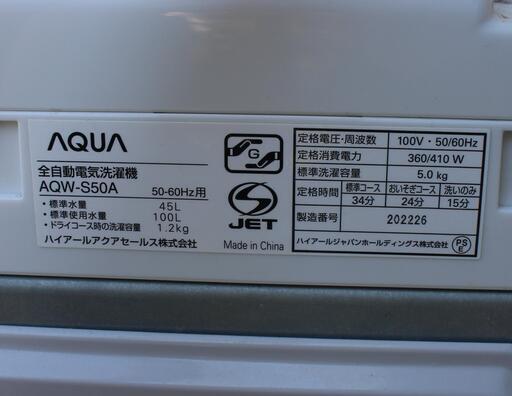 AQUA
全自動電気洗濯機
AQW-S50A 50-60Hz用
・標準水量 45L
・標準使用水量 100L
・ドライコース時の洗濯容量 1.2kg
ハイアールアクアセールス株式会社
G
S
JET
Made in China
定格電圧・周波数 100V・50/60Hz
定格消費電力 360/410 W
標準洗濯容量 5.0 kg
定格時間 標準コース おいそぎコース 洗いのみ
34分 24分 15分
製造番号 202226
ハイアールジャパンホールディングス株式会社
PS
E